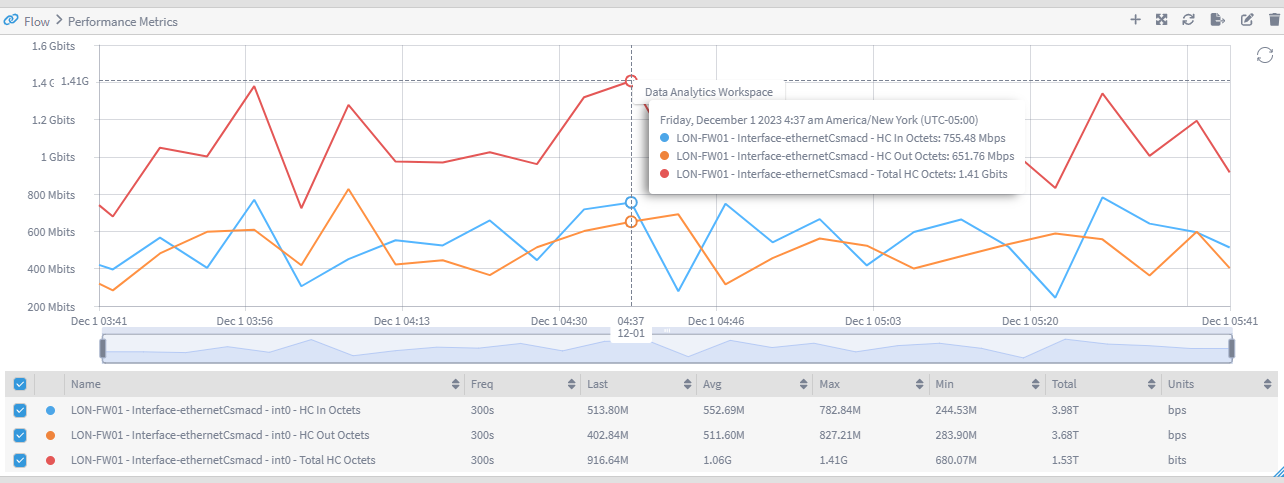 Flow > Performance Metrics
1.6 Gbits
1.4 G
1.41G
1.2 Gbits
1 Gbits
800 Mbits
600 Mbits
400 Mbits
200 Mbits
Data Analytics Workspace
Friday, December 1 2023 4:37 am America/New York (UTC-05:00)
LON-FW01 - Interface-ethernetCsmacd - HC In Octets: 755.48 Mbps
LON-FW01 - Interface-ethernetCsmacd - HC Out Octets: 651.76 Mbps
LON-FW01 - Interface-ethernetCsmacd - Total HC Octets: 1.41 Gbits
Dec 1 03:41 Dec 1 03:56 Dec 1 04:13 Dec 1 04:30 04:37 Dec 1 04:46 Dec 1 05:03 Dec 1 05:20 Dec 1 05:41
12-01
Name Freq Last Avg Max Min Total Units
LON-FW01 - Interface-ethernetCsmacd - int0 - HC In Octets 300s 513.80M 552.69M 782.84M 244.53M 3.98T bps
LON-FW01 - Interface-ethernetCsmacd - int0 - HC Out Octets 300s 402.84M 511.60M 827.21M 283.90M 3.68T bps
LON-FW01 - Interface-ethernetCsmacd - int0 - Total HC Octets 300s 916.64M 1.06G 1.41G 680.07M 1.53T bits